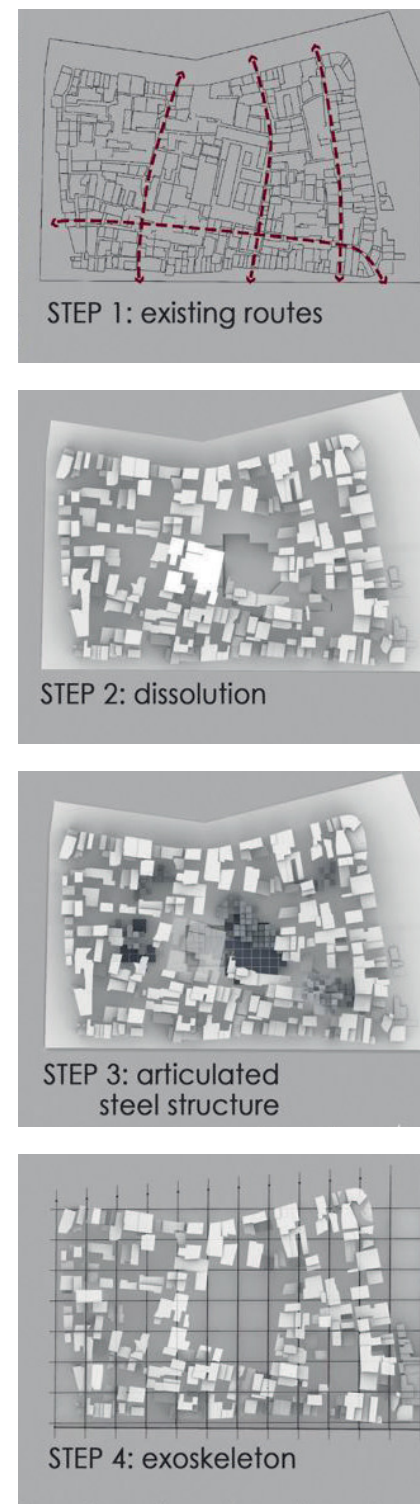 STEP 1: existing routes
STEP 2: dissolution
STEP 3: articulated
steel structure
STEP 4: exoskeleton